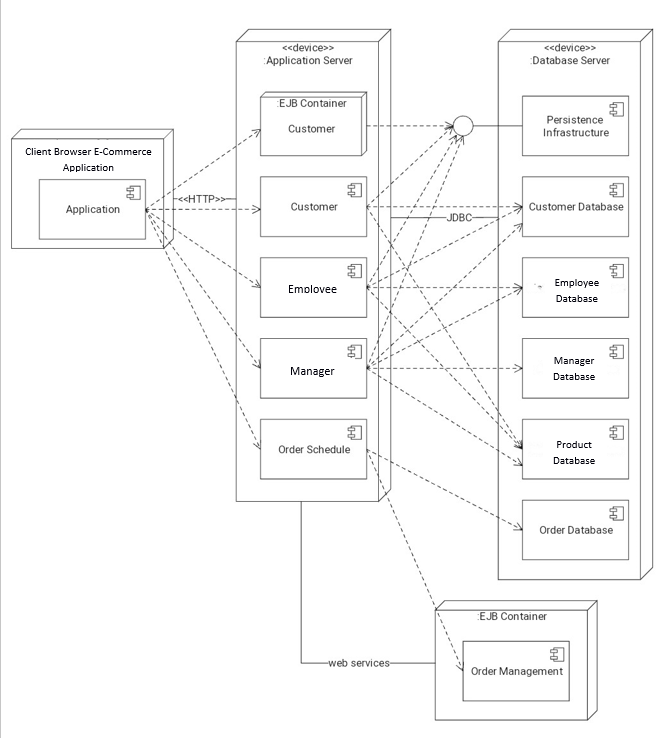 Client Browser E-Commerce
Application
Application
<<HTTP>>
<<device>>
:Application Server
:EJB Container
Customer
Customer
Emolovee
Manager
Order Schedule
JDBC
<<device>>
:Database Server
Persistence
Infrastructure
Customer Database
Employee
Database
Manager
Database
Product
Database
Order Database
web services
:EJB Container
Order Management